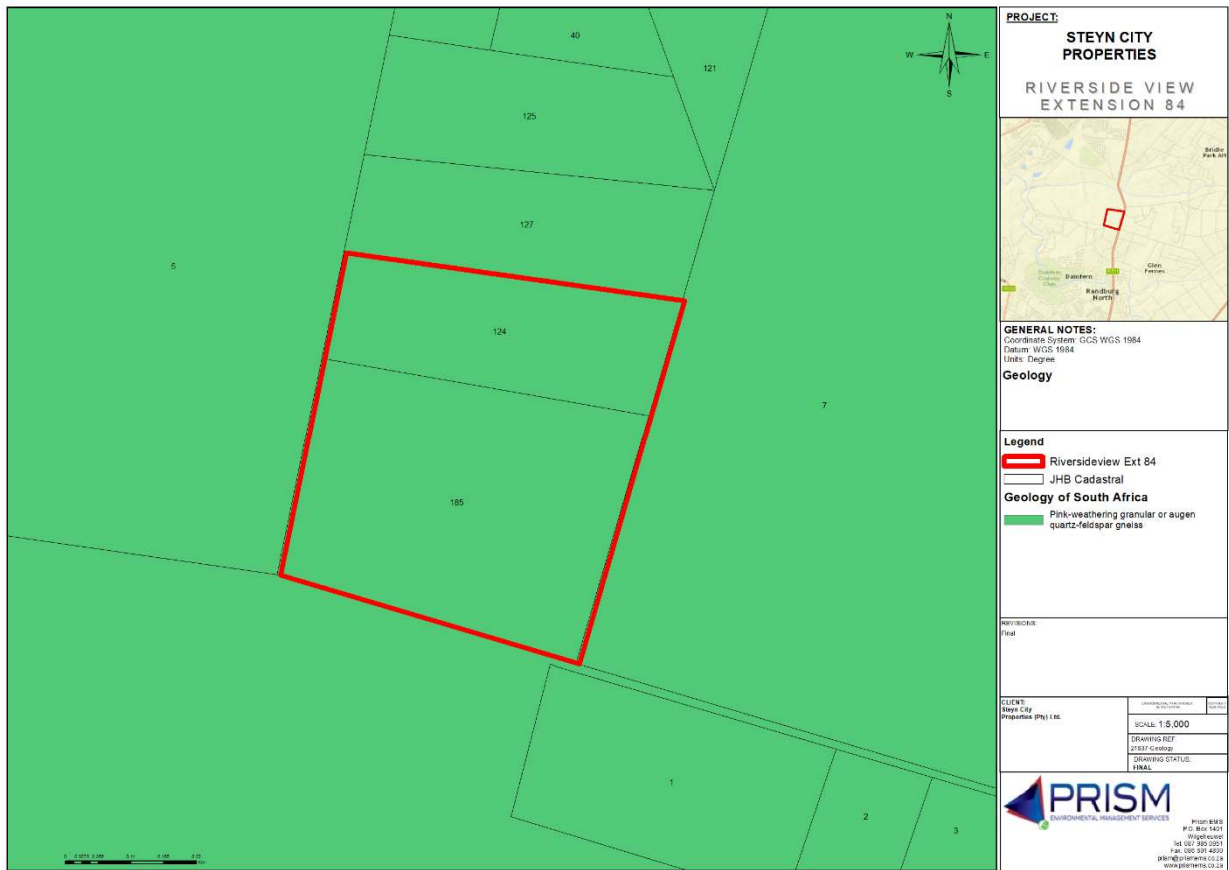 40
121
N
W E
S
125
127
5
124
7
185
1
2
3
PROJECT:
STEYN CITY
PROPERTIES
RIVERSIDE VIEW
EXTENSION 84
Bridle
Dainfern
Glen
Ferness
Randburg
North
GENERAL NOTES:
Coordinate System: GCS WGS 1984
Datum: WGS 1984
Units: Degree
Geology
Legend
Riversideview Ext 84
JHB Cadastral
Geology of South Africa
Pink-weathering granular or augen
quartz-feldspar gneiss
REVISIONS:
Final
CLIENT:
Steyn City
Properties (Pty) Ltd.
SCALE: 1:5,000
DRAWING REF:
21837 Geology
DRAWING STATUS:
FINAL
PRISM
ENVIRONMENTAL MANAGEMENT SERVICES
Prism EMS
P.O. Box 1401
Wilgeheuwel
Tel: 087 985 0951
Fax: 086 601 4800
prism@prismems.co.za
www.prismems.co.za